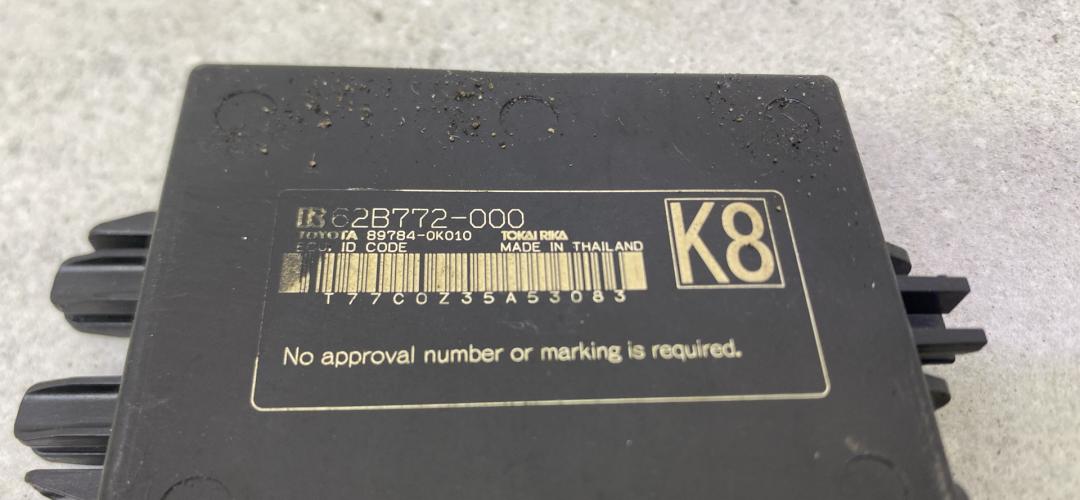 62B772-000
TOYOTA 89784-0K010 TOKAI RIKA
ECU. ID CODE MADE IN THAILAND
T77C0Z35A53083
K8
No approval number or marking is required.